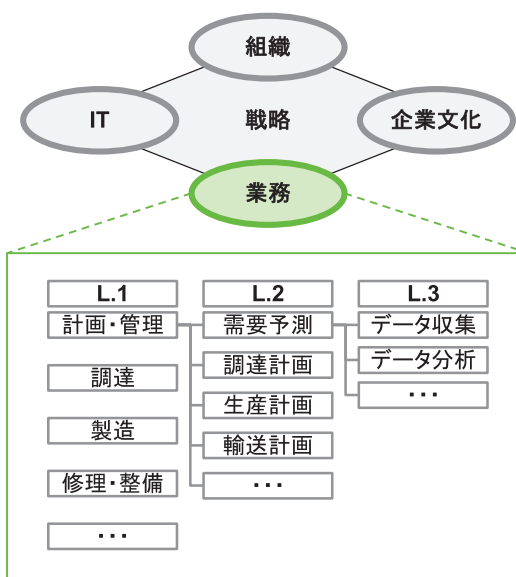 組織
IT
戦略
企業文化
業務
L.1
L.2
L.3
計画・管理
需要予測
データ収集
調達
調達計画
データ分析
製造
生産計画
・・・
修理・整備
輸送計画
・・・
・・・